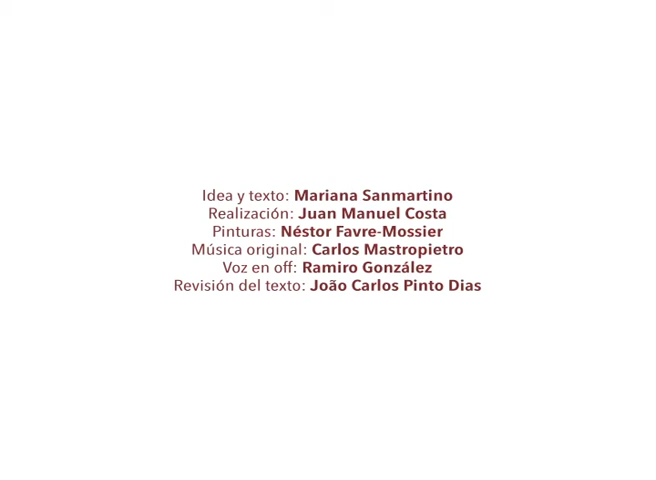 Idea y texto: Mariana Sanmartino
Realización: Juan Manuel Costa
Pinturas: Néstor Favre-Mossier
Música original: Carlos Mastropietro
Voz en off: Ramiro González
Revisión del texto: João Carlos Pinto Dias